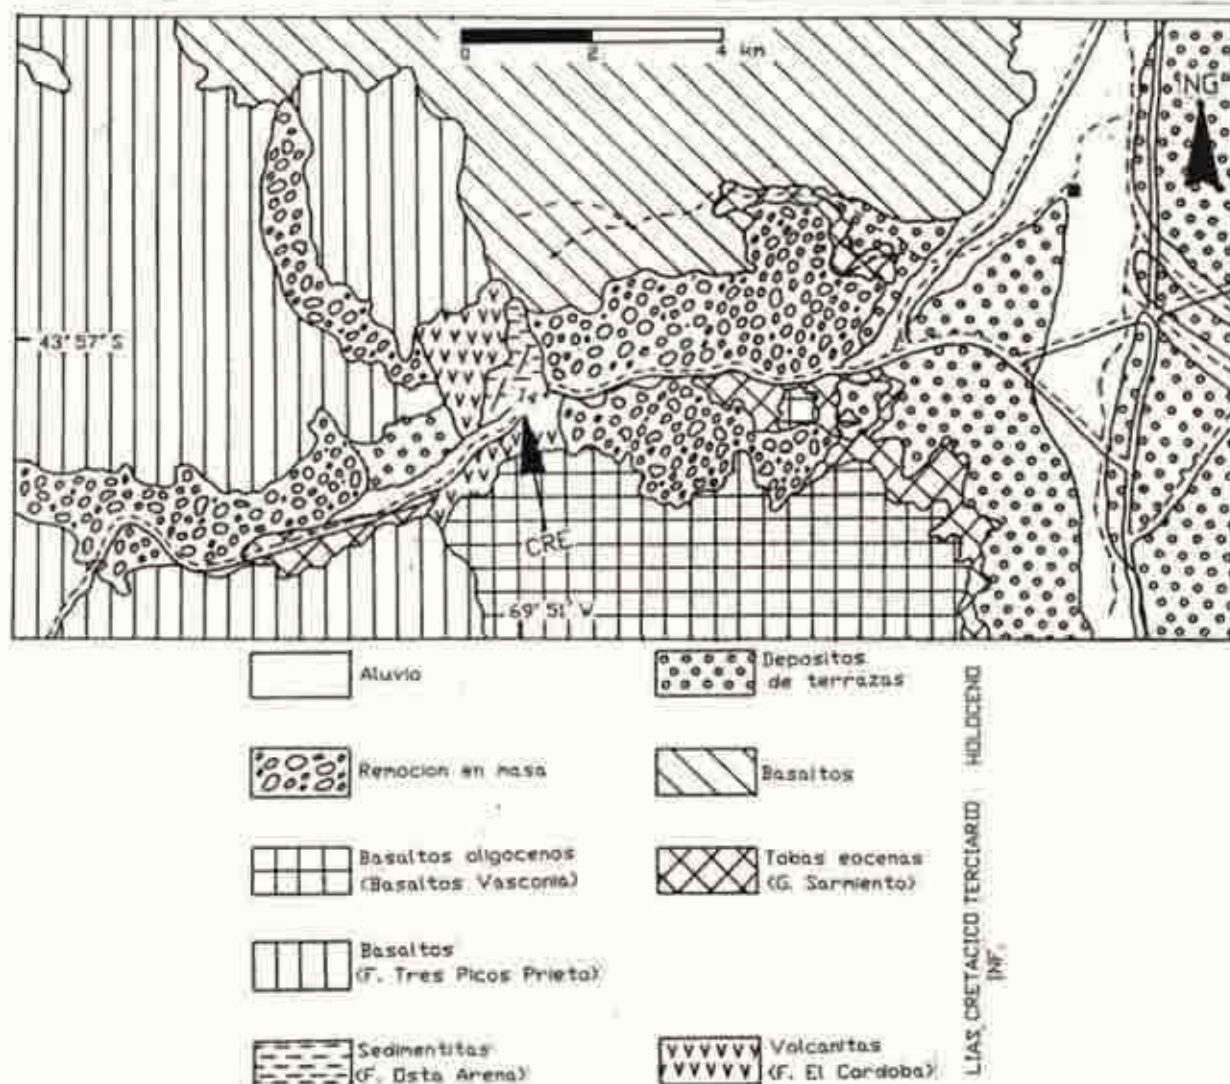 0 2 4 km
NG
43° 57' S
CRE
69° 51' W
Aluvio
Depositos
de terrazas
Remocion en masa
Basaltos
Basaltos oligocenos
(Basaltos Vasconia)
Tobas eocenas
(G. Sarmiento)
Basaltos
(F. Tres Picos Prieto)
Sedimentitas
(F. Osta Arena)
Volcanitas
(F. El Cordoba)
LIAS, CRETACICO TERCIARIO HOLOCENO
INF.